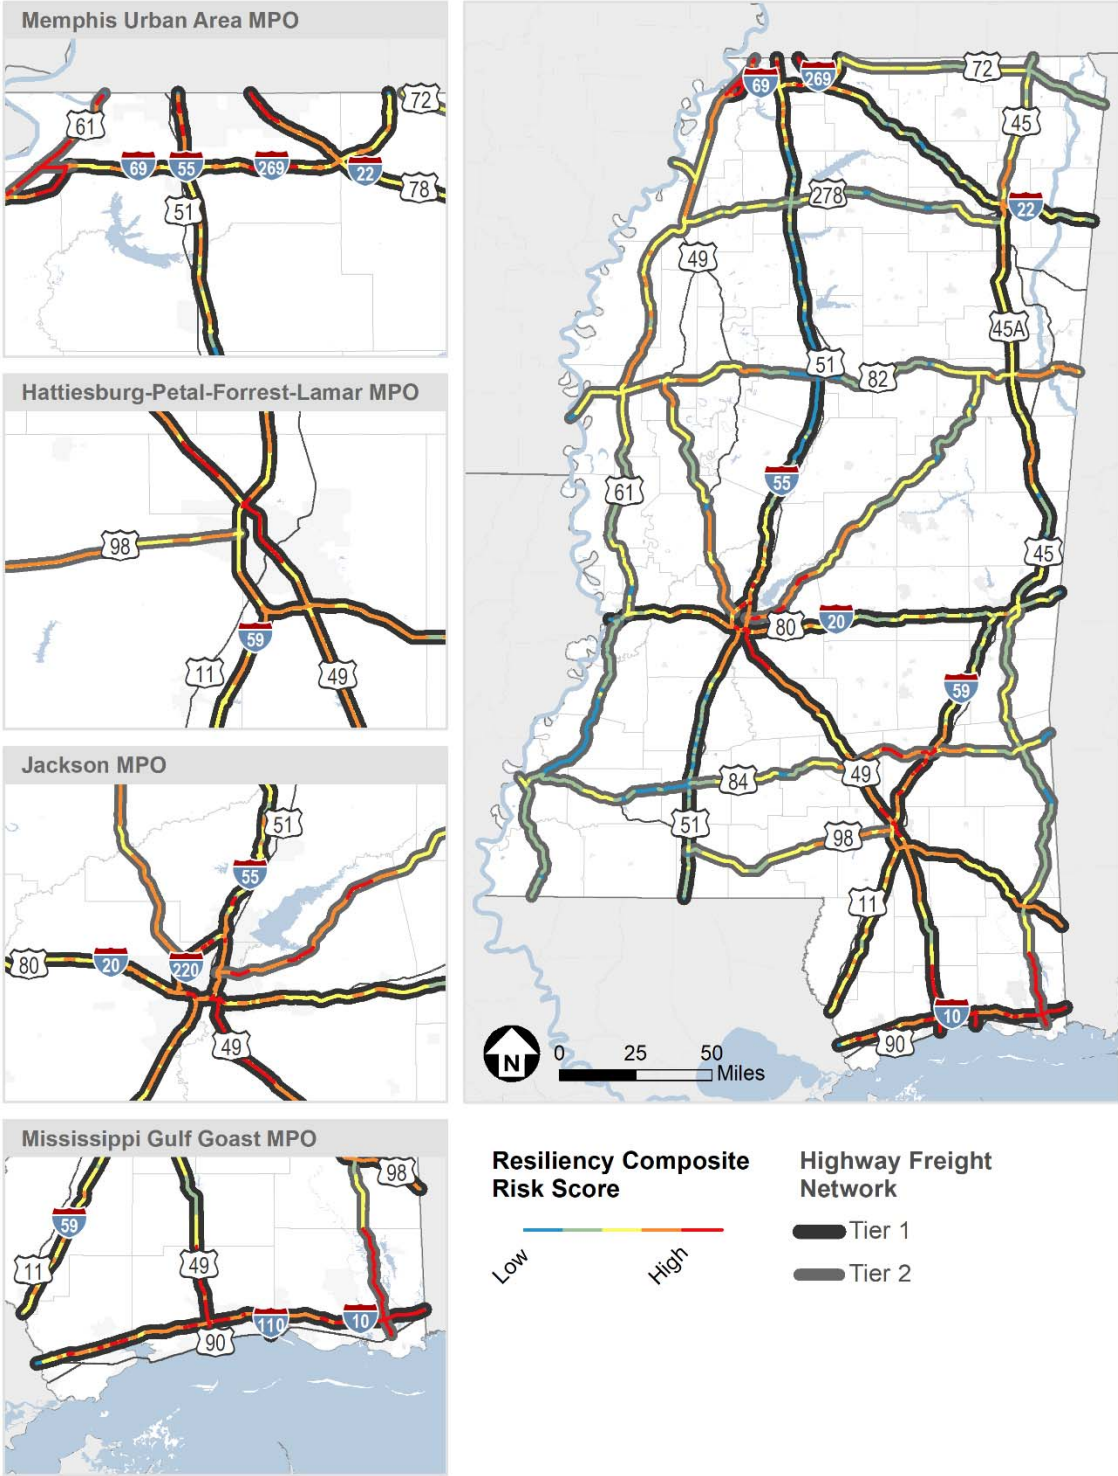 Memphis Urban Area MPO
61
72
69
55
269
22
78
51
Hattiesburg-Petal-Forrest-Lamar MPO
98
59
11
49
Jackson MPO
51
55
80
20
220
49
Mississippi Gulf Goast MPO
98
59
11
49
110
10
90
69
269
72
45
278
22
49
45A
51
82
55
61
45
80
20
59
49
84
51
98
11
10
90
N
0 25 50
Miles
Resiliency Composite
Risk Score
Low
High
Highway Freight
Network
Tier 1
Tier 2